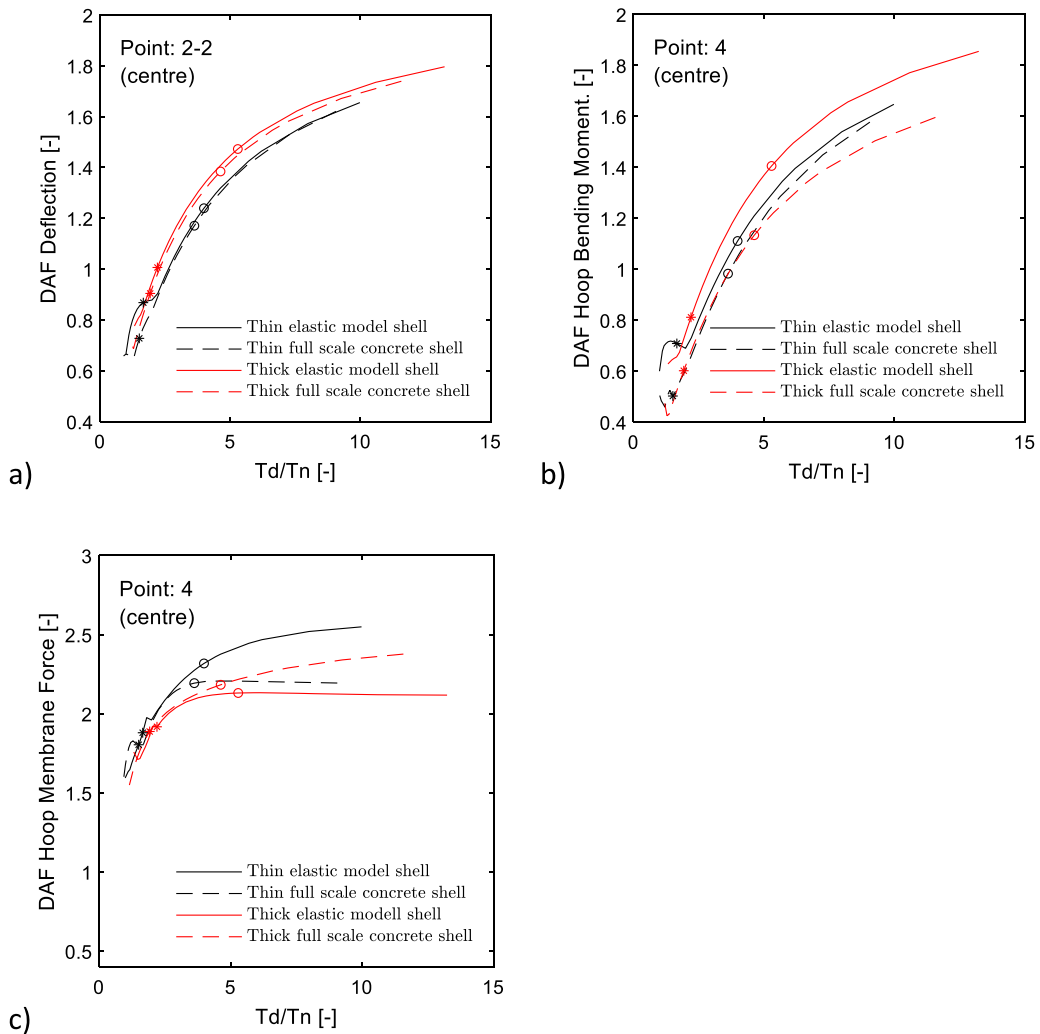 Point: 2-2
(centre)
DAF Deflection [-]
2
1.8
1.6
1.4
1.2
1
0.8
0.6
0.4
Thin elastic model shell
Thin full scale concrete shell
Thick elastic modell shell
Thick full scale concrete shell
0 5 10 15
Td/Tn [-]
a)
Point: 4
(centre)
DAF Hoop Bending Moment. [-]
2
1.8
1.6
1.4
1.2
1
0.8
0.6
0.4
Thin elastic model shell
Thin full scale concrete shell
Thick elastic modell shell
Thick full scale concrete shell
0 5 10 15
Td/Tn [-]
b)
Point: 4
(centre)
DAF Hoop Membrane Force [-]
3
2.5
2
1.5
1
0.5
Thin elastic model shell
Thin full scale concrete shell
Thick elastic modell shell
Thick full scale concrete shell
0 5 10 15
Td/Tn [-]
c)